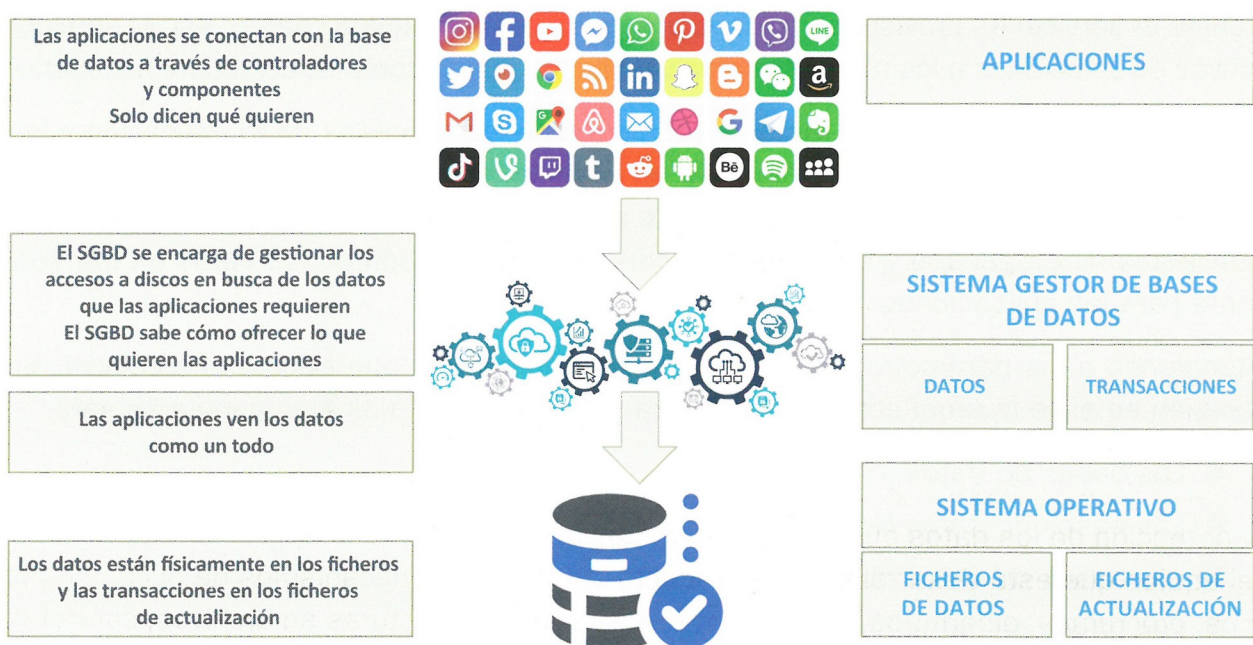 Las aplicaciones se conectan con la base
de datos a través de controladores
y componentes
Solo dicen qué quieren
LINE
Bē
APLICACIONES
El SGBD se encarga de gestionar los
accesos a discos en busca de los datos
que las aplicaciones requieren
El SGBD sabe cómo ofrecer lo que
quieren las aplicaciones
SISTEMA GESTOR DE BASES
DE DATOS
DATOS
TRANSACCIONES
Las aplicaciones ven los datos
como un todo
SISTEMA OPERATIVO
Los datos están físicamente en los ficheros
y las transacciones en los ficheros
de actualización
FICHEROS
DE DATOS
FICHEROS DE
ACTUALIZACIÓN